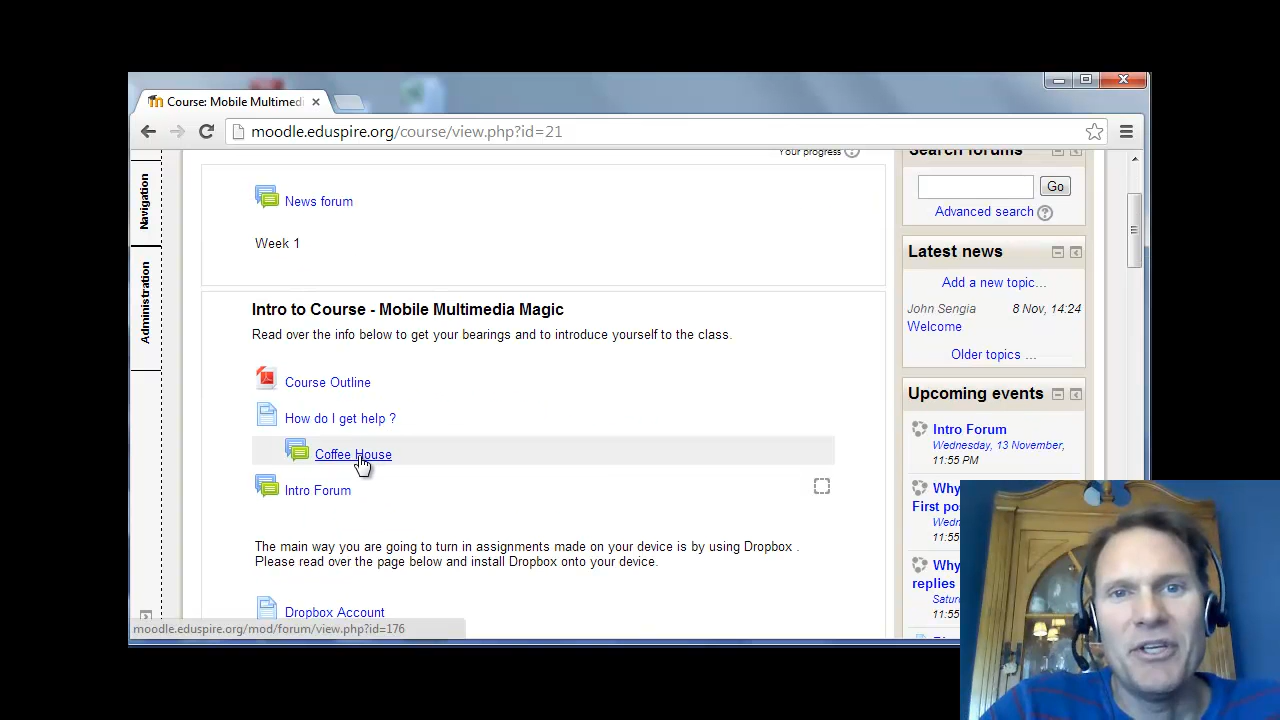 Course: Mobile Multimedi
moodle.eduspire.org/course/view.php?id=21
Navigation
Administration
Your progress
News forum
Week 1
Intro to Course - Mobile Multimedia Magic
Read over the info below to get your bearings and to introduce yourself to the class.
Course Outline
How do I get help ?
Coffee House
Intro Forum
The main way you are going to turn in assignments made on your device is by using Dropbox .
Please read over the page below and install Dropbox onto your device.
Dropbox Account
moodle.eduspire.org/mod/forum/view.php?id=176
Search forums
Go
Advanced search
Latest news
Add a new topic...
John Sengia 8 Nov, 14:24
Welcome
Older topics ...
Upcoming events
Intro Forum
Wednesday, 13 November,
11:55 PM
Why
First po
Wedn
11:55
Why
replies
Satu
11:55